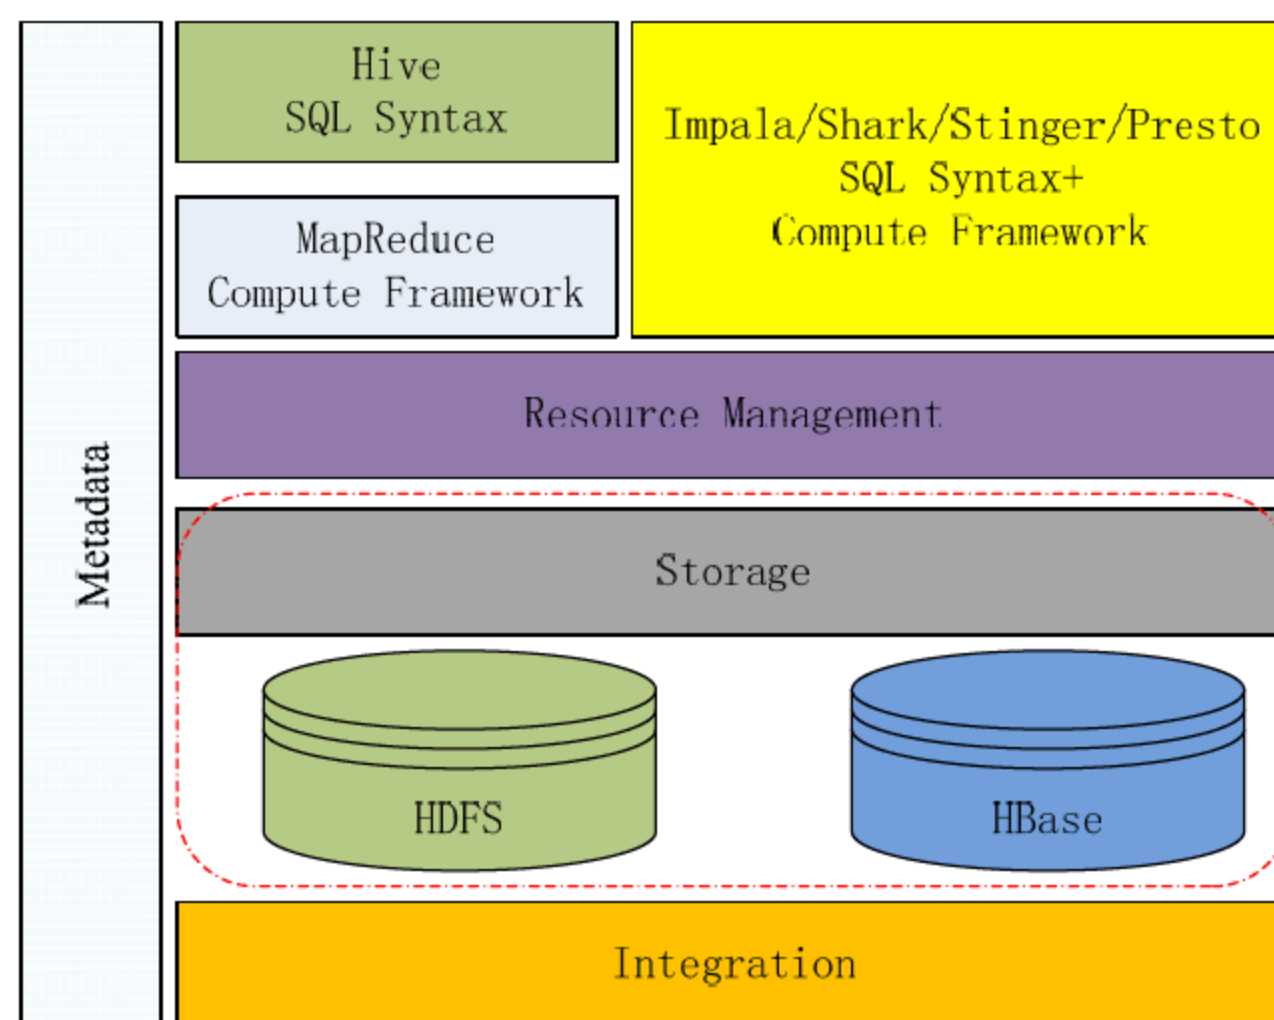 Metadata
Hive
SQL Syntax
MapReduce
Compute Framework
Impala/Shark/Stinger/Presto
SQL Syntax+
Compute Framework
Resource Management
Storage
HDFS
HBase
Integration